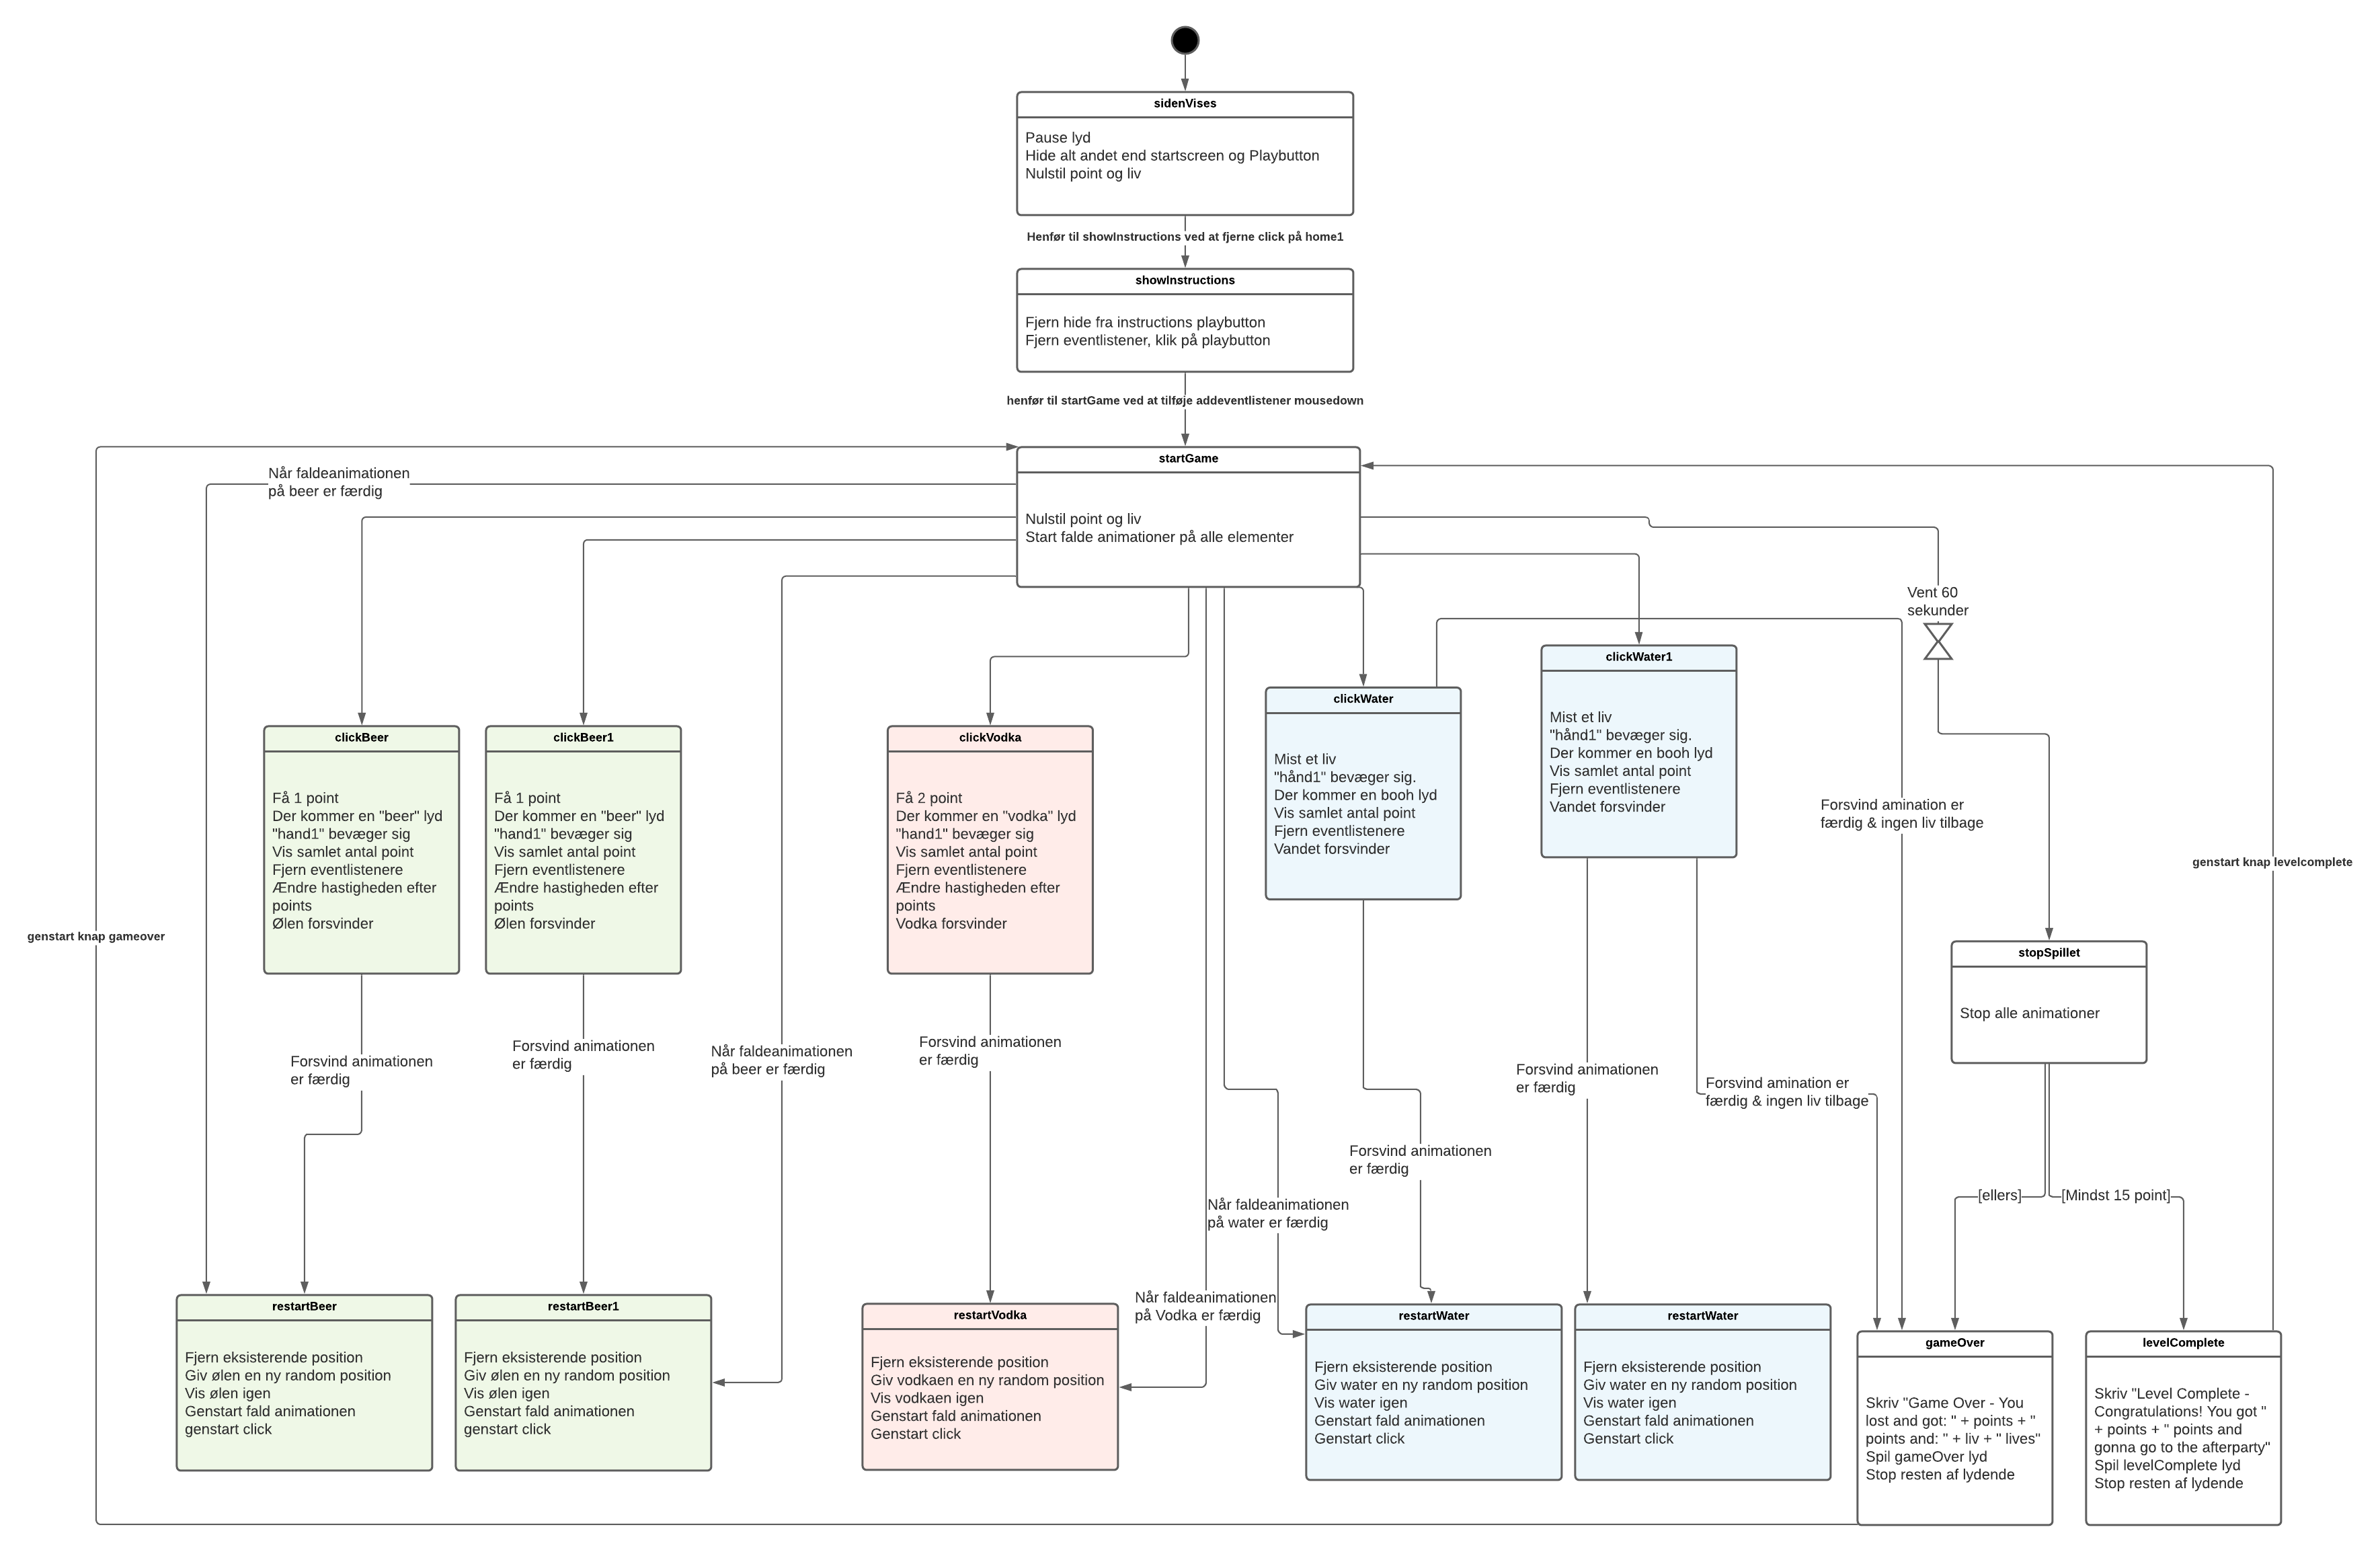 sidenVises
Pause lyd
Hide alt andet end startscreen og Playbutton
Nulstil point og liv
Henfør til showInstructions ved at fjerne click på home1
showInstructions
Fjern hide fra instructions playbutton
Fjern eventlistener, klik på playbutton
henfør til startGame ved at tilføje addeventlistener mousedown
startGame
Nulstil point og liv
Start falde animationer på alle elementer
Når faldeanimationen
på beer er færdig
Vent 60
sekunder
clickBeer
Få 1 point
Der kommer en "beer" lyd
"hand1" bevæger sig
Vis samlet antal point
Fjern eventlistenere
Ændre hastigheden efter
points
Ølen forsvinder
clickBeer1
Få 1 point
Der kommer en "beer" lyd
"hand1" bevæger sig
Vis samlet antal point
Fjern eventlistenere
Ændre hastigheden efter
points
Ølen forsvinder
clickVodka
Få 2 point
Der kommer en "vodka" lyd
"hand1" bevæger sig
Vis samlet antal point
Fjern eventlistenere
Ændre hastigheden efter
points
Vodka forsvinder
clickWater
Mist et liv
"hånd1" bevæger sig.
Der kommer en booh lyd
Vis samlet antal point
Fjern eventlistenere
Vandet forsvinder
clickWater1
Mist et liv
"hånd1" bevæger sig.
Der kommer en booh lyd
Vis samlet antal point
Fjern eventlistenere
Vandet forsvinder
Forsvind amination er
færdig & ingen liv tilbage
genstart knap levelcomplete
genstart knap gameover
stopSpillet
Stop alle animationer
Forsvind animationen
er færdig
Forsvind animationen
er færdig
Når faldeanimationen
på beer er færdig
Forsvind animationen
er færdig
Forsvind animationen
er færdig
Forsvind amination er
færdig & ingen liv tilbage
Forsvind animationen
er færdig
Når faldeanimationen
på water er færdig
Når faldeanimationen
på Vodka er færdig
[ellers]
[Mindst 15 point]
restartBeer
Fjern eksisterende position
Giv ølen en ny random position
Vis ølen igen
Genstart fald animationen
genstart click
restartBeer1
Fjern eksisterende position
Giv ølen en ny random position
Vis ølen igen
Genstart fald animationen
genstart click
restartVodka
Fjern eksisterende position
Giv vodkaen en ny random position
Vis vodkaen igen
Genstart fald animationen
Genstart click
restartWater
Fjern eksisterende position
Giv water en ny random position
Vis water igen
Genstart fald animationen
Genstart click
restartWater
Fjern eksisterende position
Giv water en ny random position
Vis water igen
Genstart fald animationen
Genstart click
gameOver
Skriv "Game Over - You
lost and got: " + points + "
points and: " + liv + " lives"
Spil gameOver lyd
Stop resten af lydende
levelComplete
Skriv "Level Complete -
Congratulations! You got "
+ points + " points and
gonna go to the afterparty"
Spil levelComplete lyd
Stop resten af lydende